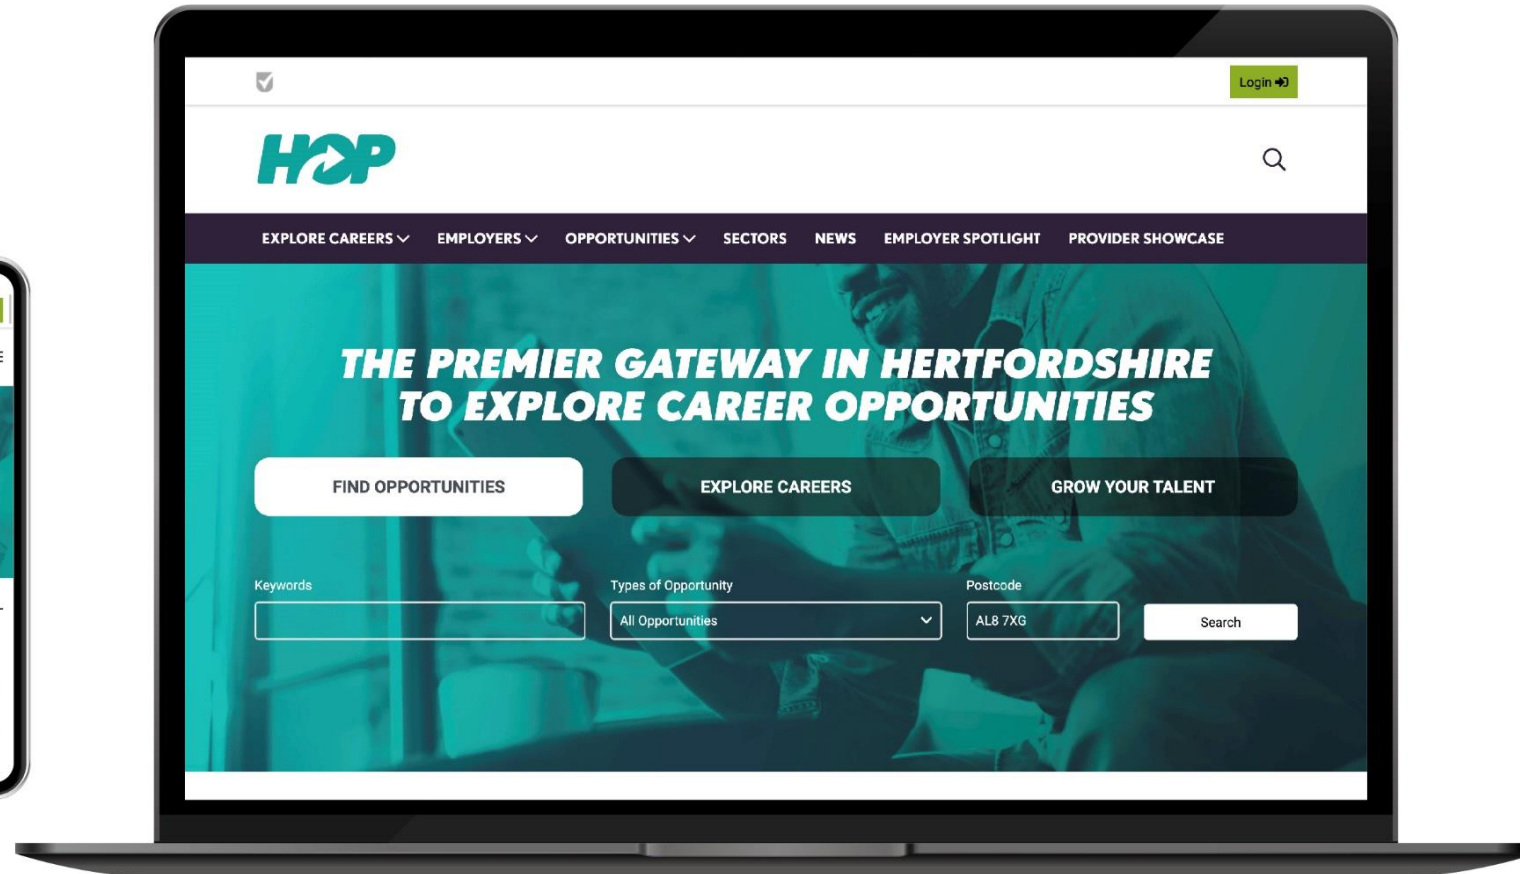 Login
HOP
EXPLORE CAREERS
EMPLOYERS
OPPORTUNITIES
SECTORS
NEWS
EMPLOYER SPOTLIGHT
PROVIDER SHOWCASE
THE PREMIER GATEWAY IN HERTFORDSHIRE
TO EXPLORE CAREER OPPORTUNITIES
FIND OPPORTUNITIES
EXPLORE CAREERS
GROW YOUR TALENT
Keywords
Types of Opportunity
Postcode
All Opportunities
AL8 7XG
Search